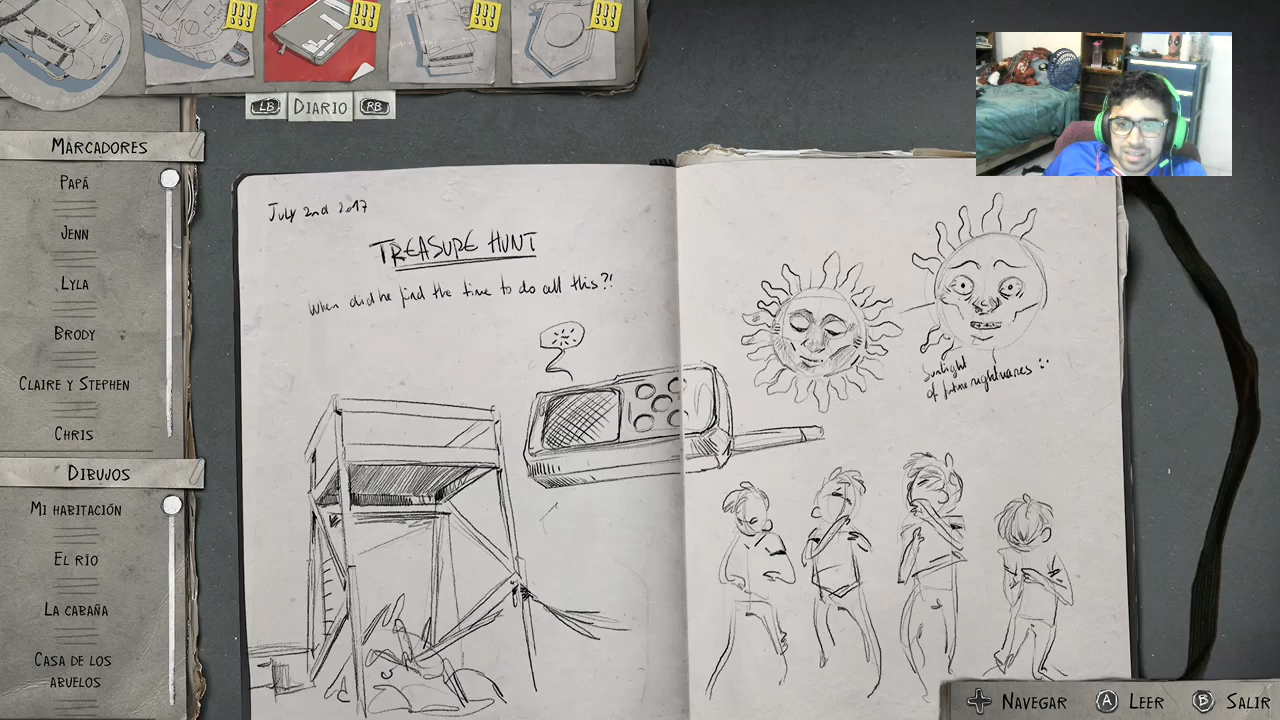 LB DIARIO RB
MARCADORES
PAPÁ
JENN
LYLA
BRODY
CLAIRE Y STEPHEN
CHRIS
DIBUJOS
MI HABITACIÓN
EL RÍO
LA CABAÑA
CASA DE LOS
ABUELOS
July 2nd 2017
TREASURE HUNT
When did he find the time to do all this?!
Sunlight
of future nightmares :·
NAVEGAR
A LEER
B SALIR